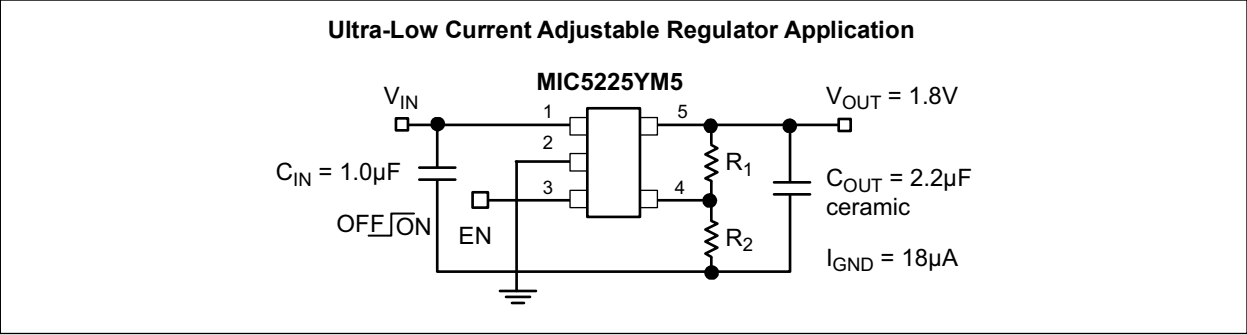 Ultra-Low Current Adjustable Regulator Application
MIC5225YM5
VIN
VOUT = 1.8V
1
5
2
CIN = 1.0µF
R1
COUT = 2.2µF
ceramic
3
4
OFF ON
EN
R2
IGND = 18µA